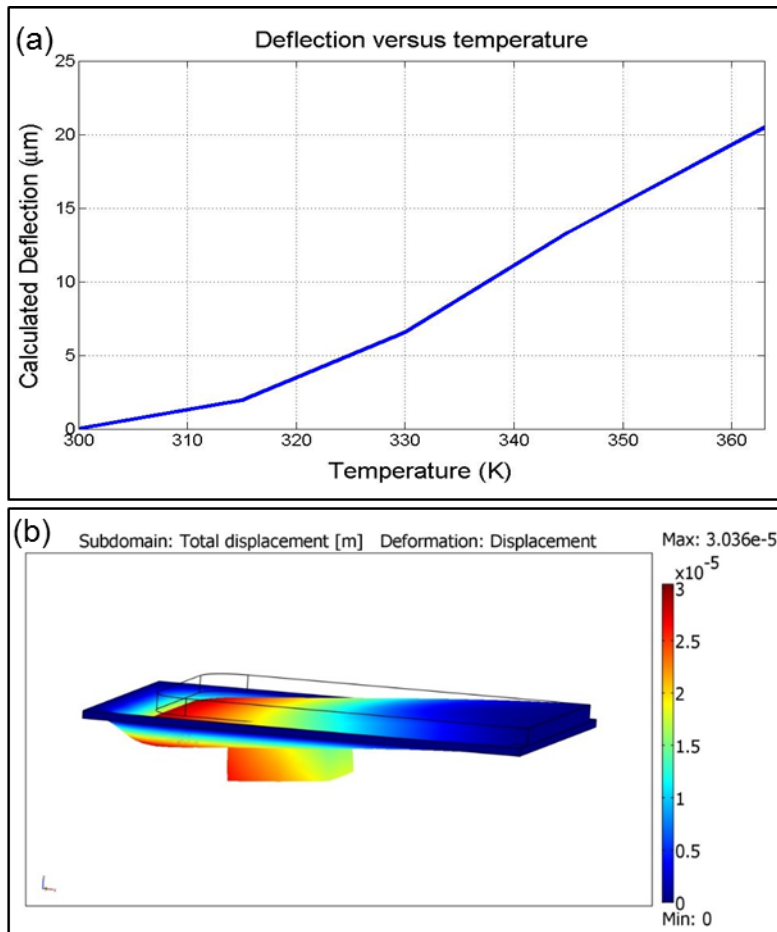 (a)
Deflection versus temperature
25
20
15
10
5
0
Calculated Deflection (μm)
300 310 320 330 340 350 360
Temperature (K)
(b)
Subdomain: Total displacement [m] Deformation: Displacement
Max: 3.036e-5
x10⁻⁵
3
2.5
2
1.5
1
0.5
0
Min: 0